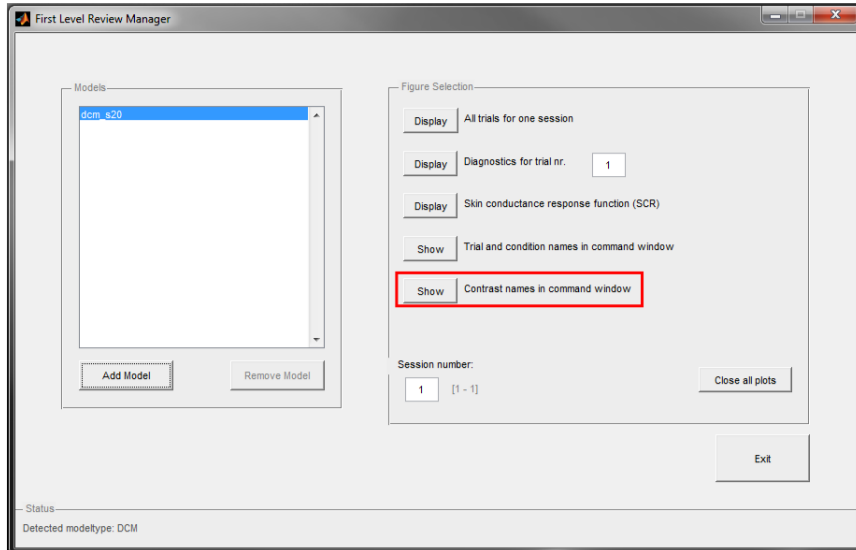 First Level Review Manager
Models
dcm_s20
Add Model
Remove Model
Figure Selection
Display All trials for one session
Display Diagnostics for trial nr. 1
Display Skin conductance response function (SCR)
Show Trial and condition names in command window
Show Contrast names in command window
Session number:
1 [1 - 1]
Close all plots
Exit
Status
Detected modeltype: DCM